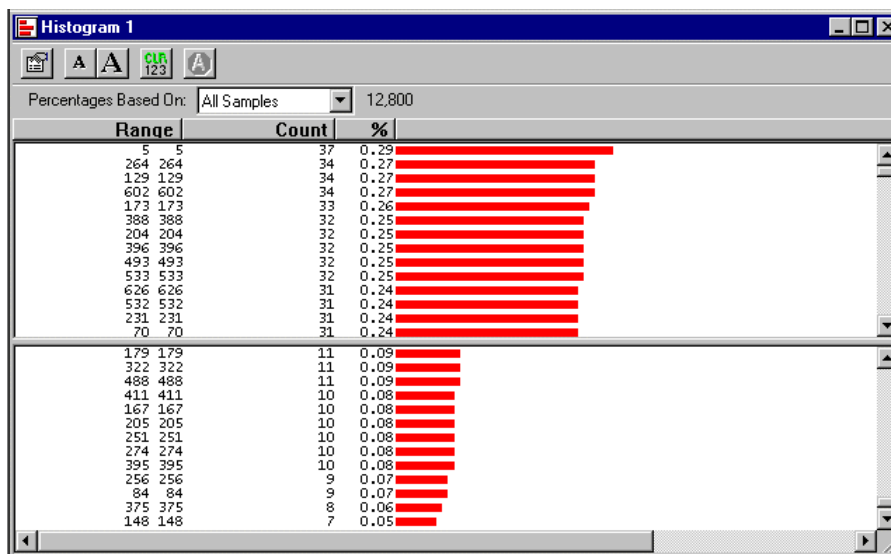 Histogram 1
A A CLR 123 A
Percentages Based On: All Samples 12,800
Range Count %
5 5 37 0.29
264 264 34 0.27
129 129 34 0.27
602 602 34 0.27
173 173 33 0.26
388 388 32 0.25
204 204 32 0.25
396 396 32 0.25
493 493 32 0.25
533 533 32 0.25
626 626 31 0.24
532 532 31 0.24
231 231 31 0.24
70 70 31 0.24
179 179 11 0.09
322 322 11 0.09
488 488 11 0.09
411 411 10 0.08
167 167 10 0.08
205 205 10 0.08
251 251 10 0.08
274 274 10 0.08
395 395 10 0.08
256 256 9 0.07
84 84 9 0.07
375 375 8 0.06
148 148 7 0.05